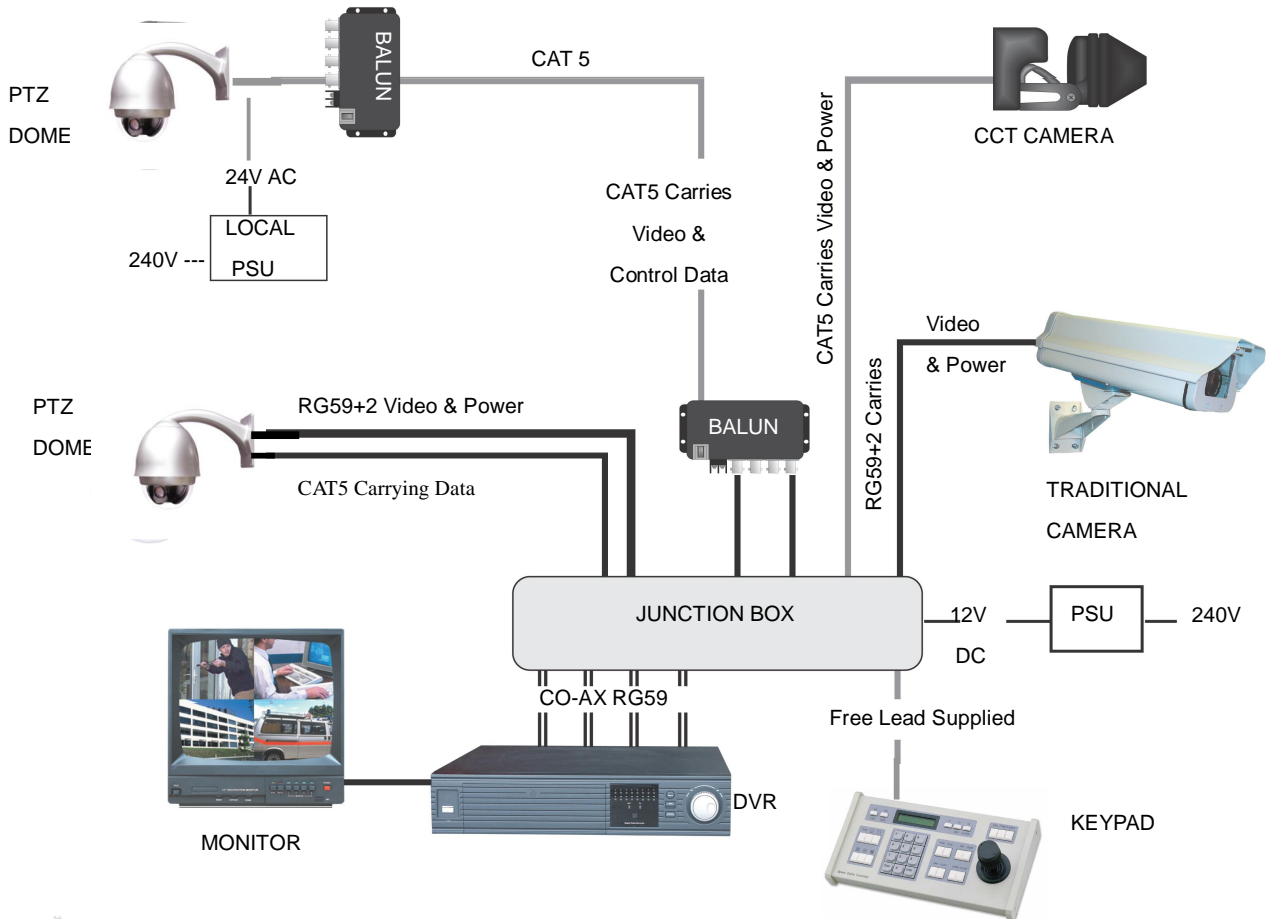 BALUN
CAT 5
PTZ
DOME
CCT CAMERA
24V AC
LOCAL
PSU
240V ---
CAT5 Carries
Video &
Control Data
CAT5 Carries Video & Power
RG59+2 Carries
Video
& Power
PTZ
DOME
RG59+2 Video & Power
CAT5 Carrying Data
BALUN
TRADITIONAL
CAMERA
JUNCTION BOX
12V
DC
PSU
240V
CO-AX RG59
Free Lead Supplied
DVR
MONITOR
KEYPAD